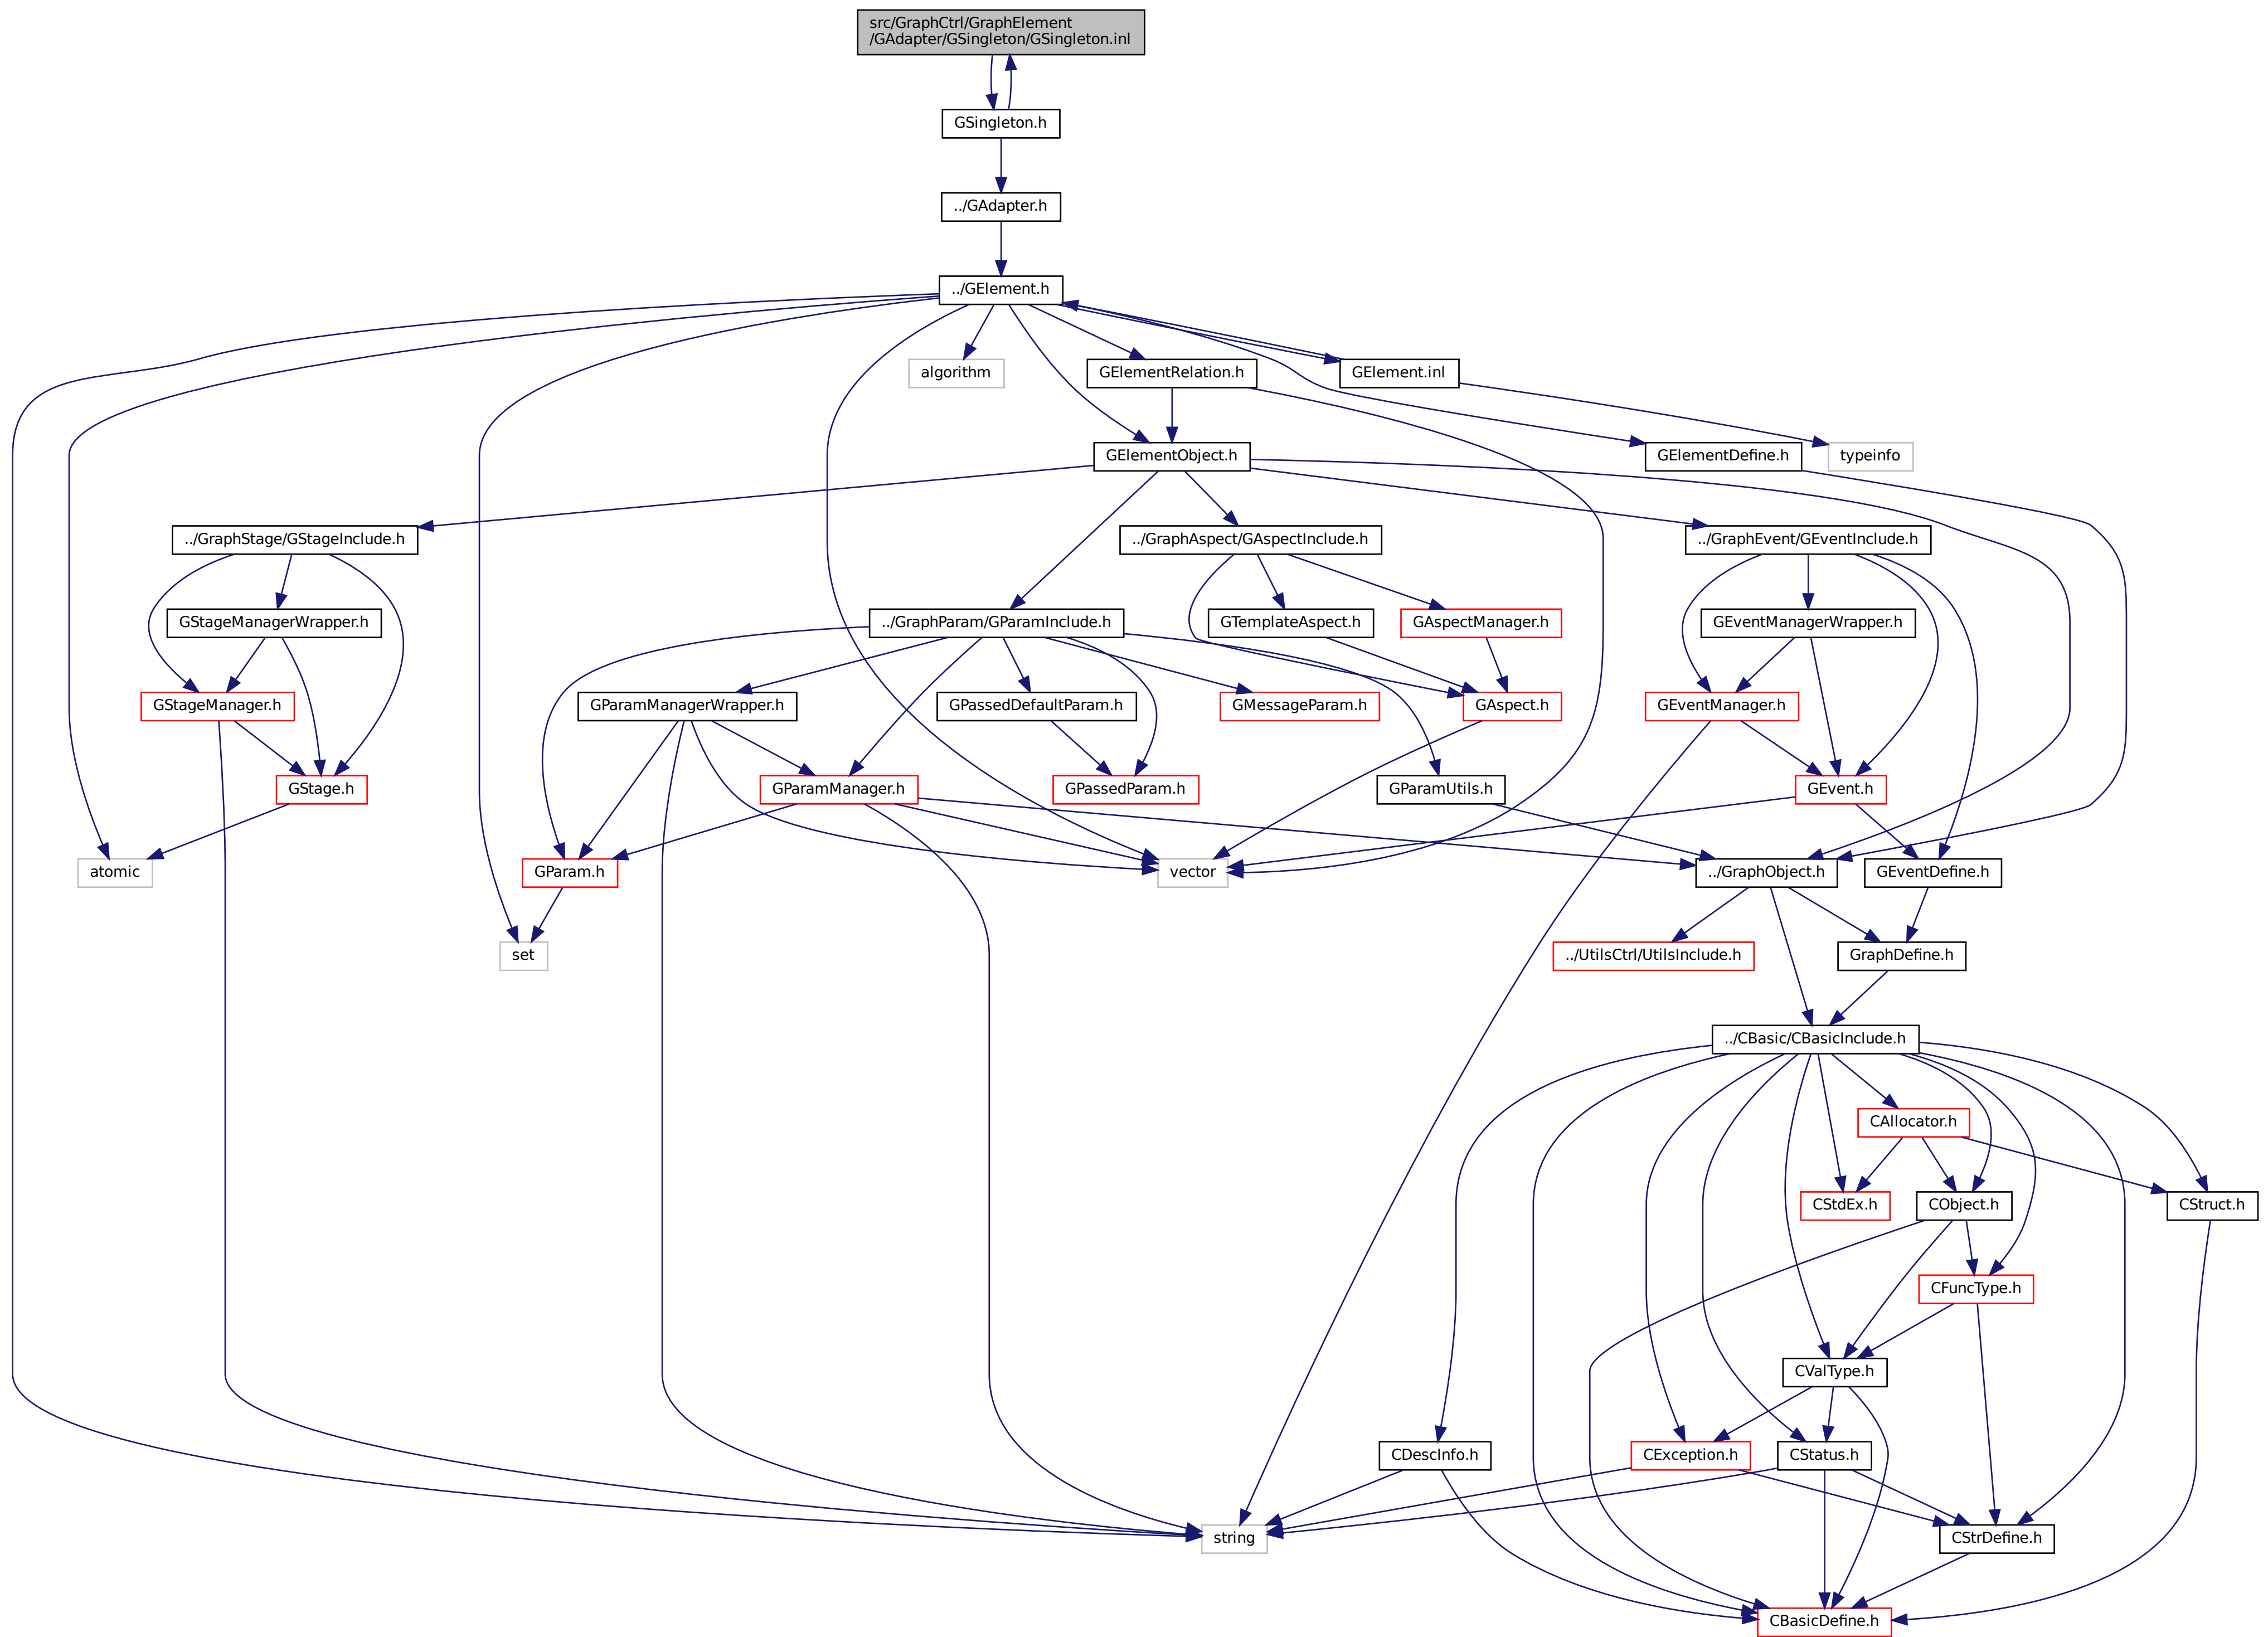 src/GraphCtrl/GraphElement
/GAdapter/GSingleton/GSingleton.inl
GSingleton.h
../GAdapter.h
../GElement.h
algorithm
GElementRelation.h
GElement.inl
GElementObject.h
GElementDefine.h
typeinfo
../GraphStage/GStageInclude.h
../GraphAspect/GAspectInclude.h
../GraphEvent/GEventInclude.h
GStageManagerWrapper.h
../GraphParam/GParamInclude.h
GTemplateAspect.h
GAspectManager.h
GEventManagerWrapper.h
GStageManager.h
GParamManagerWrapper.h
GPassedDefaultParam.h
GMessageParam.h
GAspect.h
GEventManager.h
GStage.h
GParamManager.h
GPassedParam.h
GParamUtils.h
GEvent.h
atomic
GParam.h
vector
../GraphObject.h
GEventDefine.h
set
../UtilsCtrl/UtilsInclude.h
GraphDefine.h
../CBasic/CBasicInclude.h
CAllocator.h
CStdEx.h
CObject.h
CStruct.h
CFuncType.h
CValType.h
CDescInfo.h
CException.h
CStatus.h
string
CStrDefine.h
CBasicDefine.h